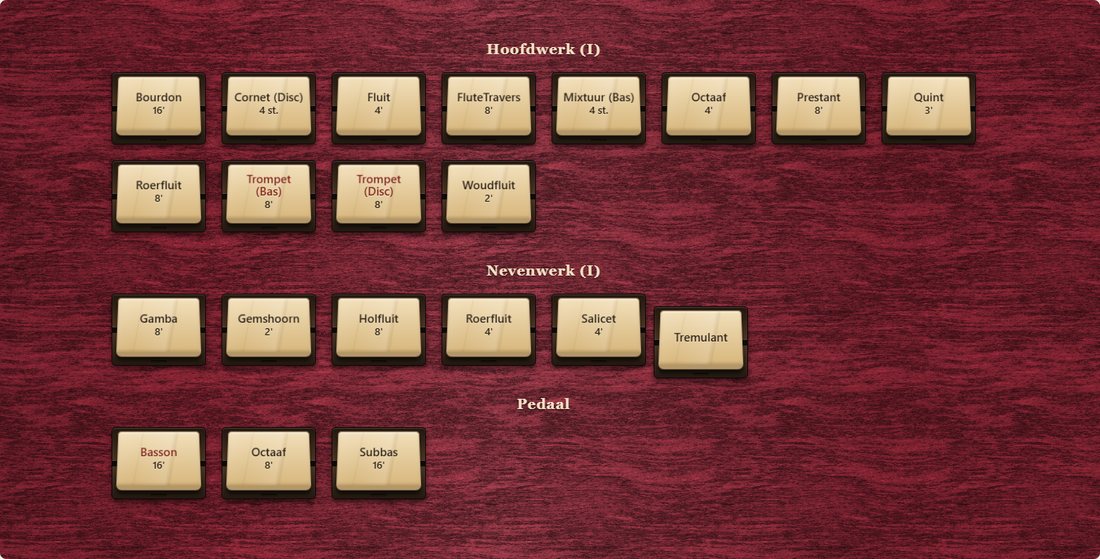 Hoofdwerk (I)
Bourdon
16'
Cornet (Disc)
4 st.
Fluit
4'
FluteTravers
8'
Mixtuur (Bas)
4 st.
Octaaf
4'
Prestant
8'
Quint
3'
Roerfluit
8'
Trompet
(Bas)
8'
Trompet
(Disc)
8'
Woudfluit
2'
Nevenwerk (I)
Gamba
8'
Gemshoorn
2'
Holfluit
8'
Roerfluit
4'
Salicet
4'
Tremulant
Pedaal
Basson
16'
Octaaf
8'
Subbas
16'